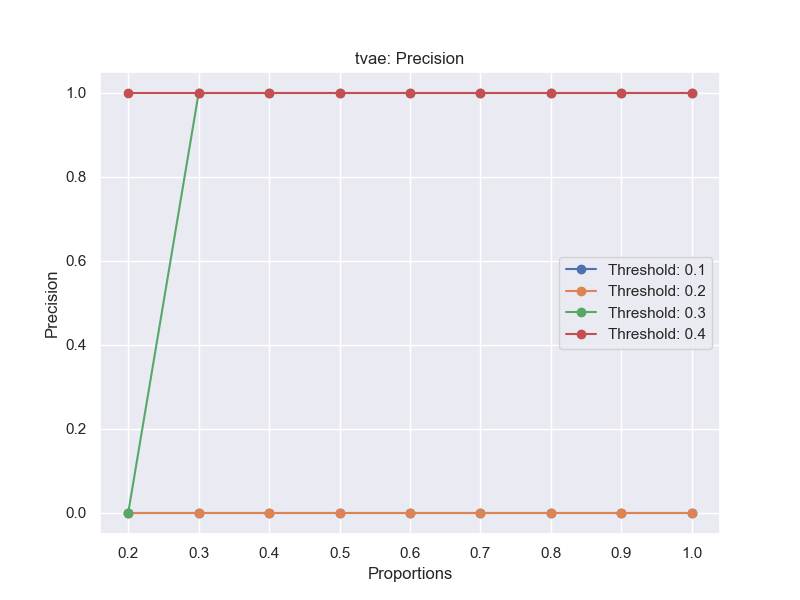 tvae: Precision
1.0
0.8
0.6
0.4
0.2
0.0
Precision
Threshold: 0.1
Threshold: 0.2
Threshold: 0.3
Threshold: 0.4
0.2 0.3 0.4 0.5 0.6 0.7 0.8 0.9 1.0
Proportions